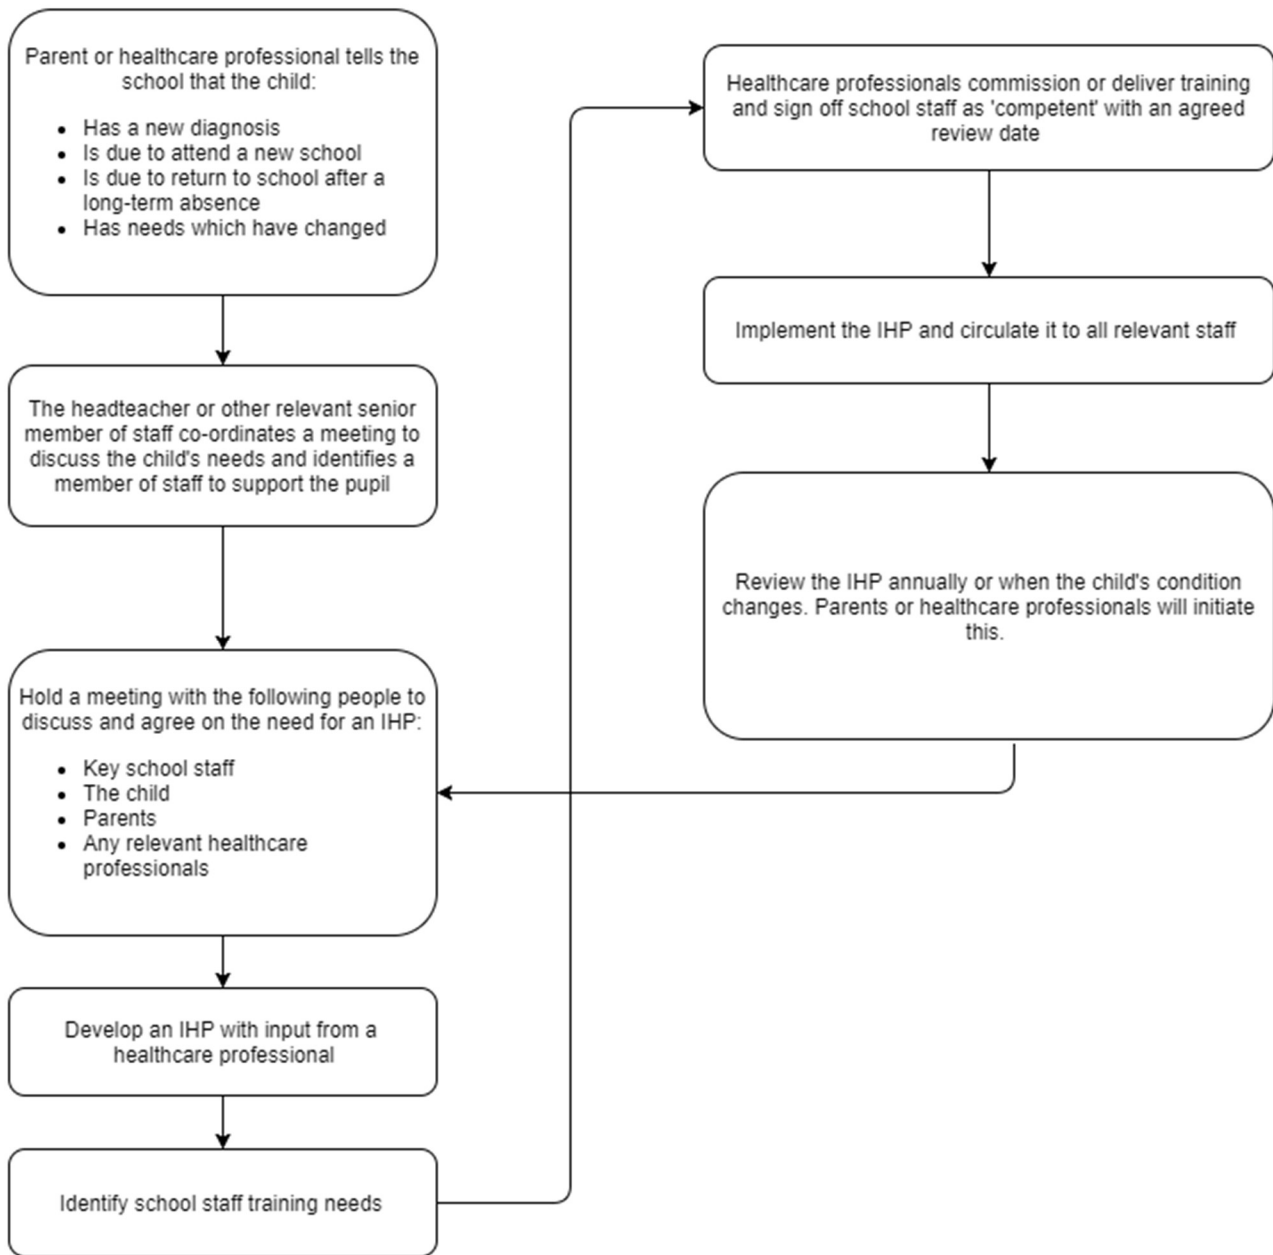 Parent or healthcare professional tells the
school that the child:
• Has a new diagnosis
• Is due to attend a new school
• Is due to return to school after a
long-term absence
• Has needs which have changed
The headteacher or other relevant senior
member of staff co-ordinates a meeting to
discuss the child's needs and identifies a
member of staff to support the pupil
Hold a meeting with the following people to
discuss and agree on the need for an IHP:
• Key school staff
• The child
• Parents
• Any relevant healthcare
professionals
Develop an IHP with input from a
healthcare professional
Identify school staff training needs
Healthcare professionals commission or deliver training
and sign off school staff as 'competent' with an agreed
review date
Implement the IHP and circulate it to all relevant staff
Review the IHP annually or when the child's condition
changes. Parents or healthcare professionals will initiate
this.